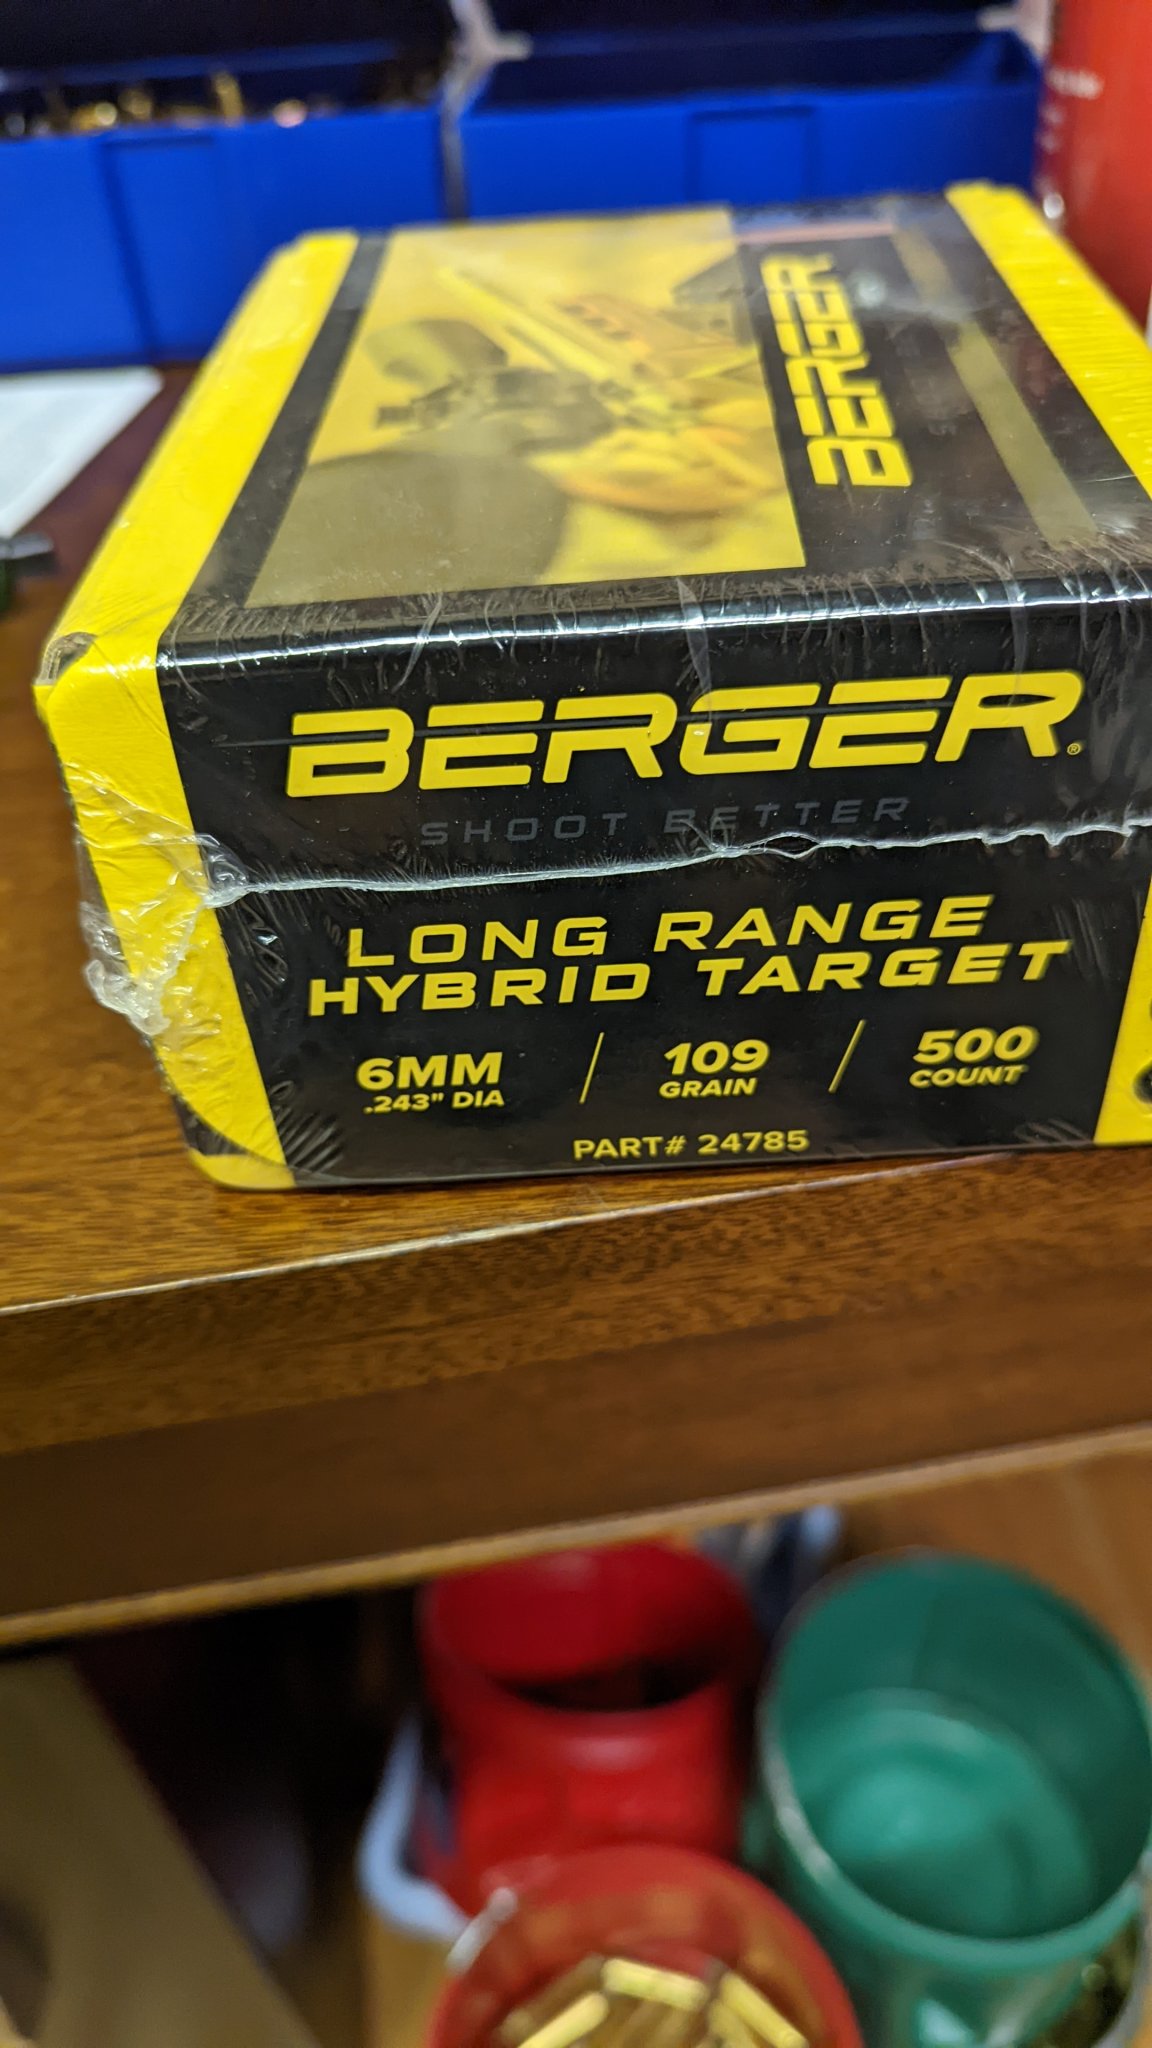 BERGER
BERGER®
SHOOT BETTER
LONG RANGE
HYBRID TARGET
6MM / 109 / 500
.243" DIA GRAIN COUNT
PART# 24785